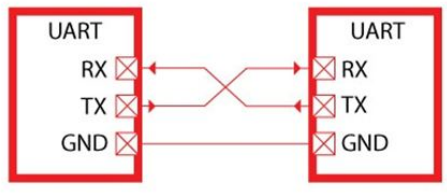 UART UART
RX RX
TX TX
GND GND